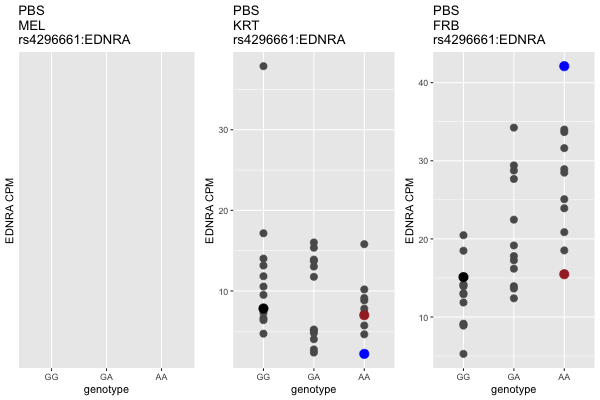 PBS
MEL
rs4296661:EDNRA
EDNRA CPM
GG
GA
AA
genotype
PBS
KRT
rs4296661:EDNRA
EDNRA CPM
30
20
10
GG
GA
AA
genotype
PBS
FRB
rs4296661:EDNRA
EDNRA CPM
40
30
20
10
GG
GA
AA
genotype